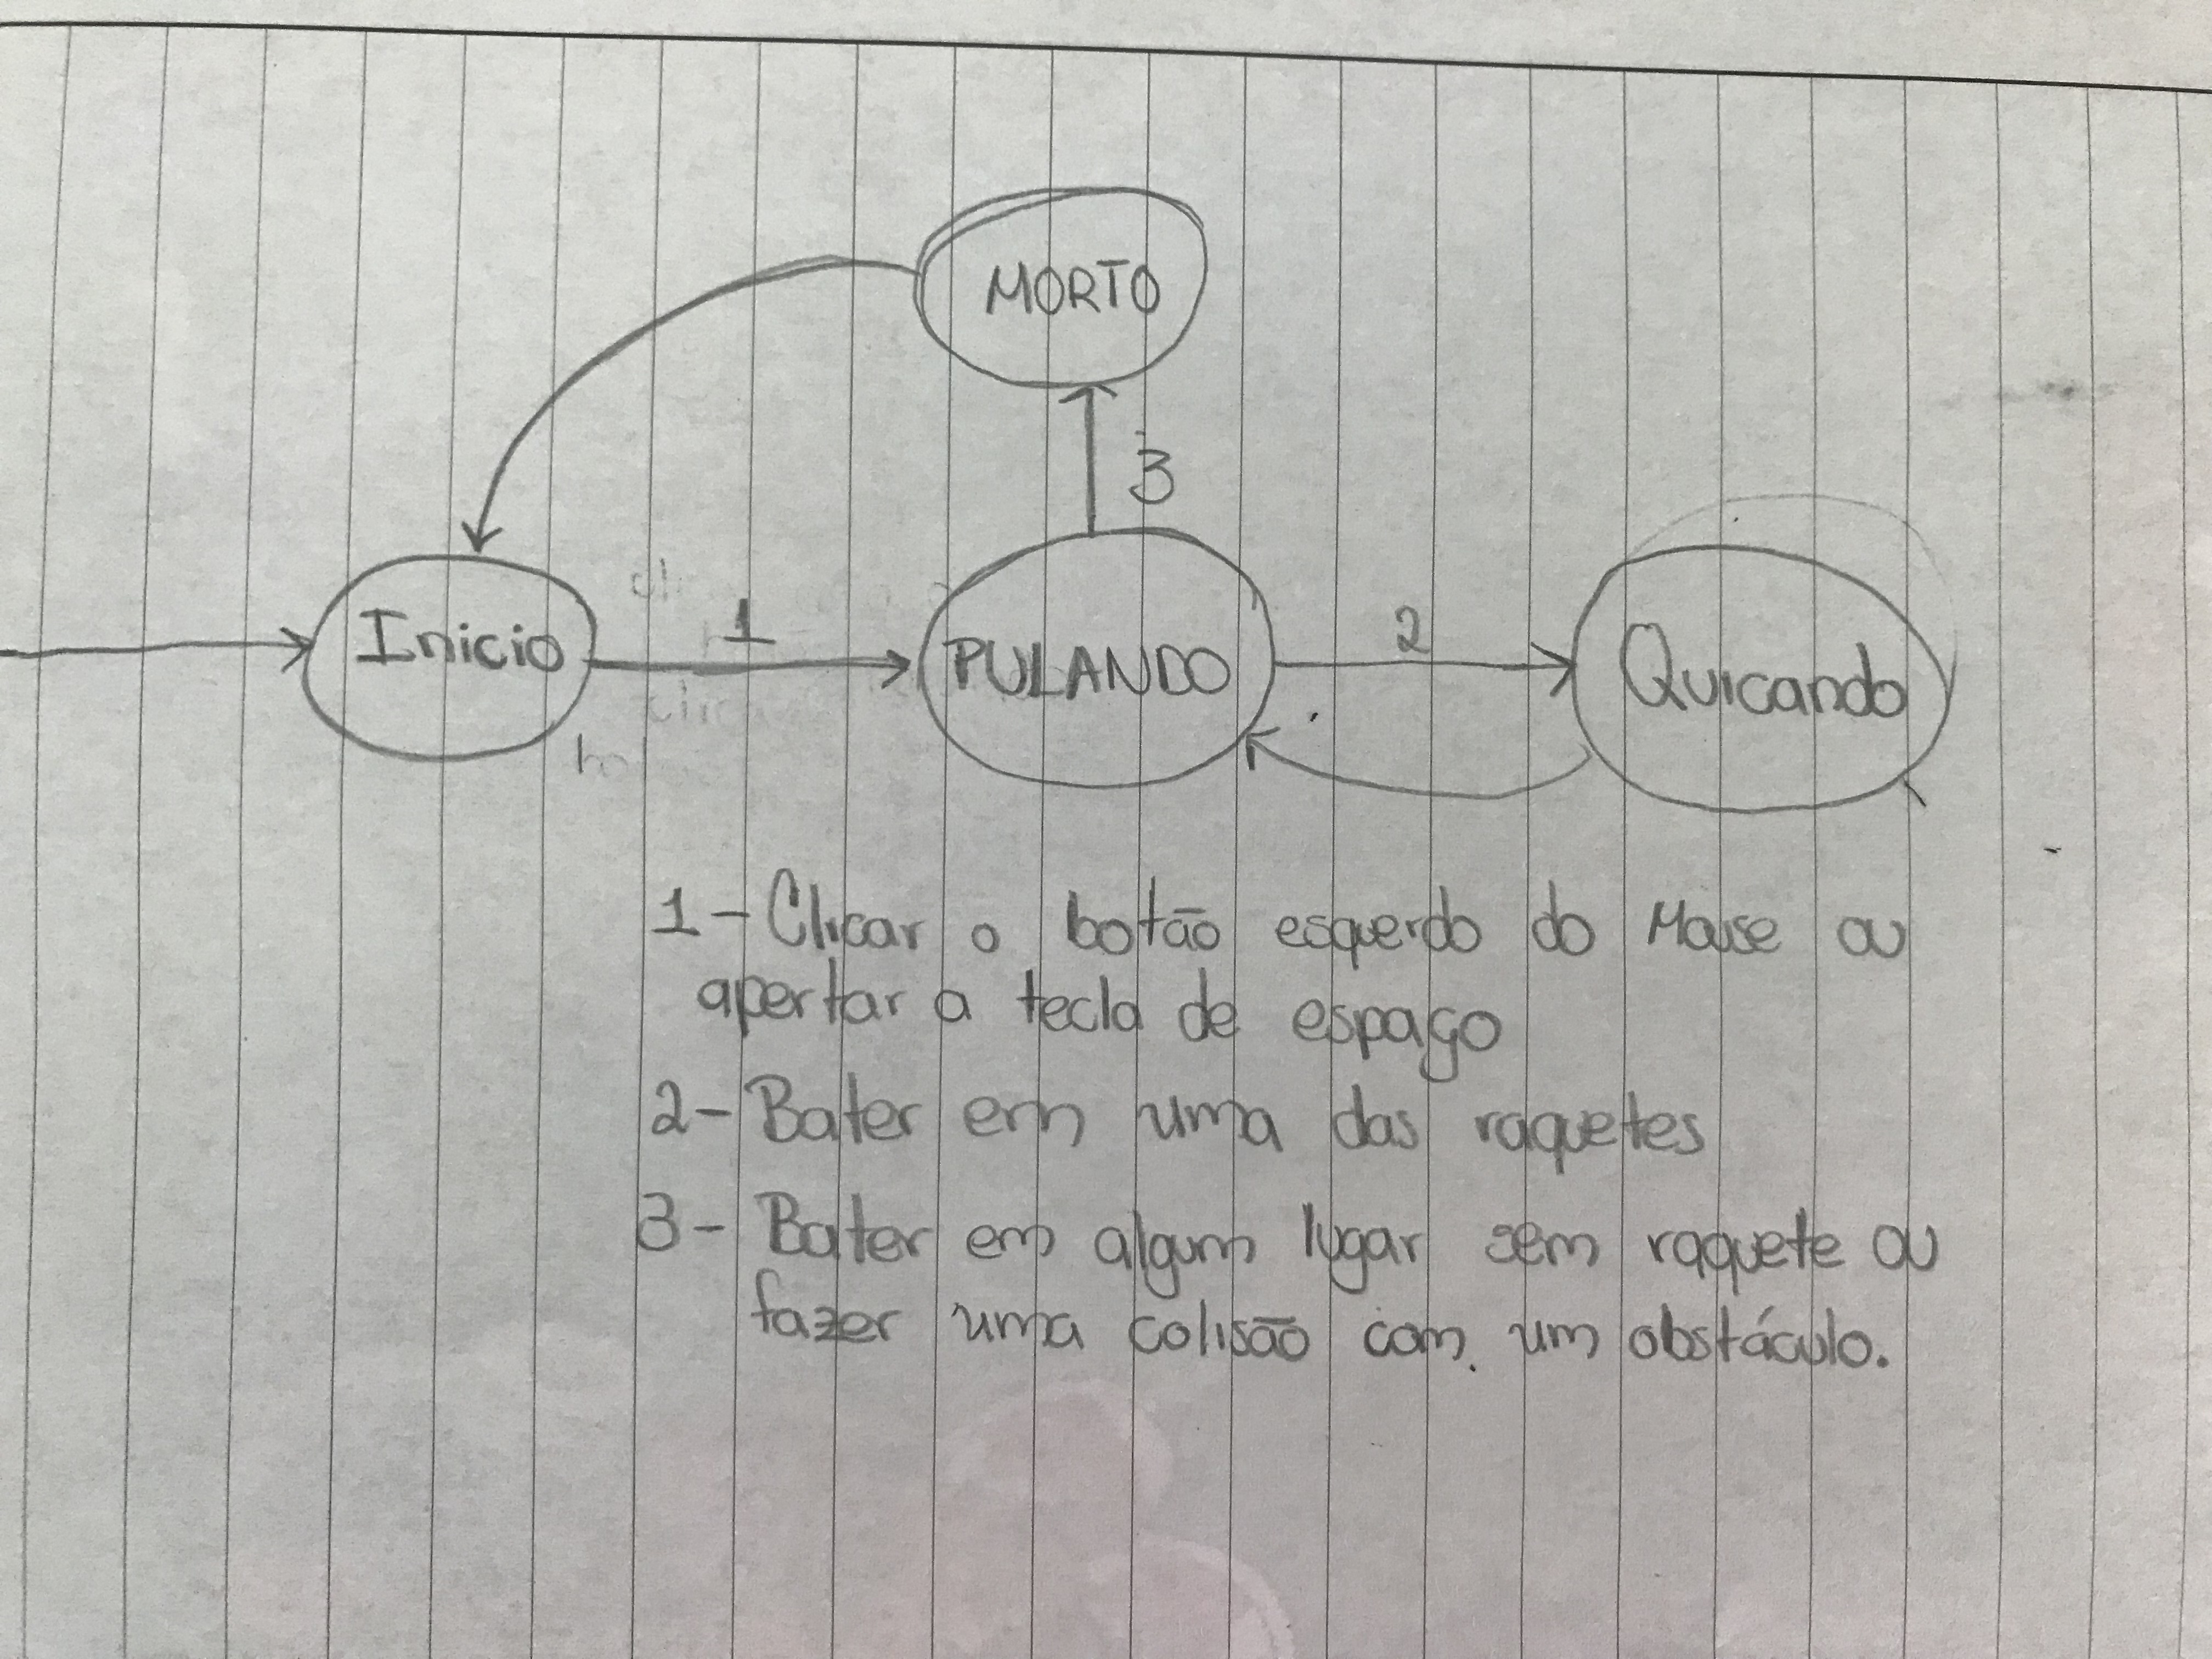 MORTO
3
Inicio
1
PULANDO
2
Quicando
1 - Clicar o botão esquerdo do Mouse ou
apertar a tecla de espaço
2 - Bater em uma das raquetes
3 - Bater em algum lugar sem raquete ou
fazer uma colisão com um obstáculo.